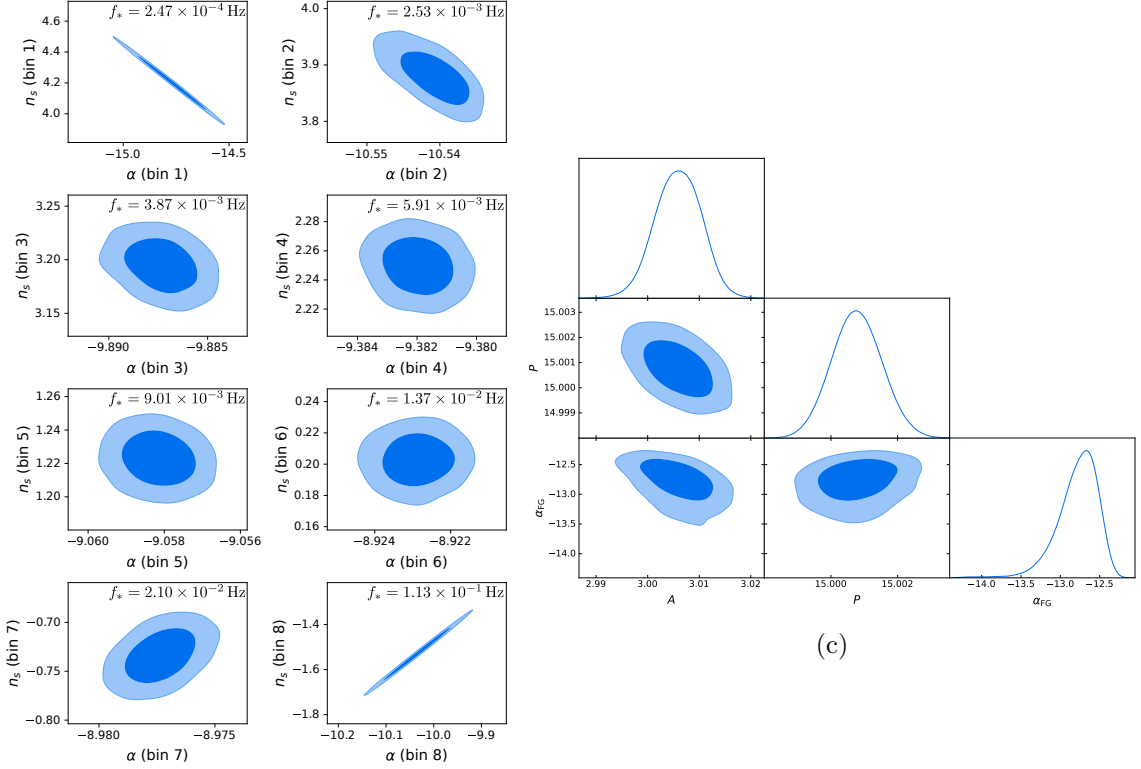 f* = 2.47 × 10⁻⁴ Hz
4.6
4.4
4.2
4.0
n_s (bin 1)
−15.0
−14.5
α (bin 1)
f* = 2.53 × 10⁻³ Hz
4.0
3.9
3.8
n_s (bin 2)
−10.55
−10.54
α (bin 2)
f* = 3.87 × 10⁻³ Hz
3.25
3.20
3.15
n_s (bin 3)
−9.890
−9.885
α (bin 3)
f* = 5.91 × 10⁻³ Hz
2.28
2.26
2.24
2.22
n_s (bin 4)
−9.384
−9.382
−9.380
α (bin 4)
f* = 9.01 × 10⁻³ Hz
1.26
1.24
1.22
1.20
n_s (bin 5)
−9.060
−9.058
−9.056
α (bin 5)
f* = 1.37 × 10⁻² Hz
0.24
0.22
0.20
0.18
0.16
n_s (bin 6)
−8.924
−8.922
α (bin 6)
f* = 2.10 × 10⁻² Hz
−0.70
−0.75
−0.80
n_s (bin 7)
−8.980
−8.975
α (bin 7)
f* = 1.13 × 10⁻¹ Hz
−1.4
−1.6
−1.8
n_s (bin 8)
−10.2
−10.1
−10.0
−9.9
α (bin 8)
15.003
15.001
15.000
14.999
P
−12.5
−13.0
−13.5
−14.0
α_FG
2.99
3.00
3.01
3.02
A
15.000
15.002
P
−14.0
−13.5
−13.0
−12.5
α_FG
(c)